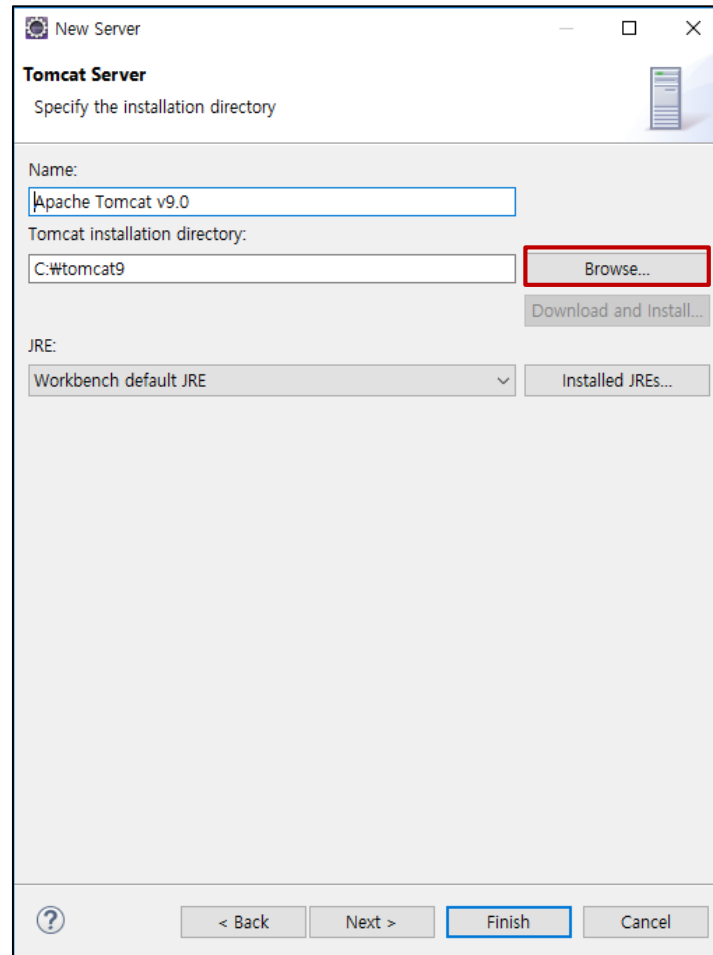 New Server
Tomcat Server
Specify the installation directory
Name:
Apache Tomcat v9.0
Tomcat installation directory:
C:₩tomcat9
Browse...
Download and Install...
JRE:
Workbench default JRE
Installed JREs...
?
< Back
Next >
Finish
Cancel